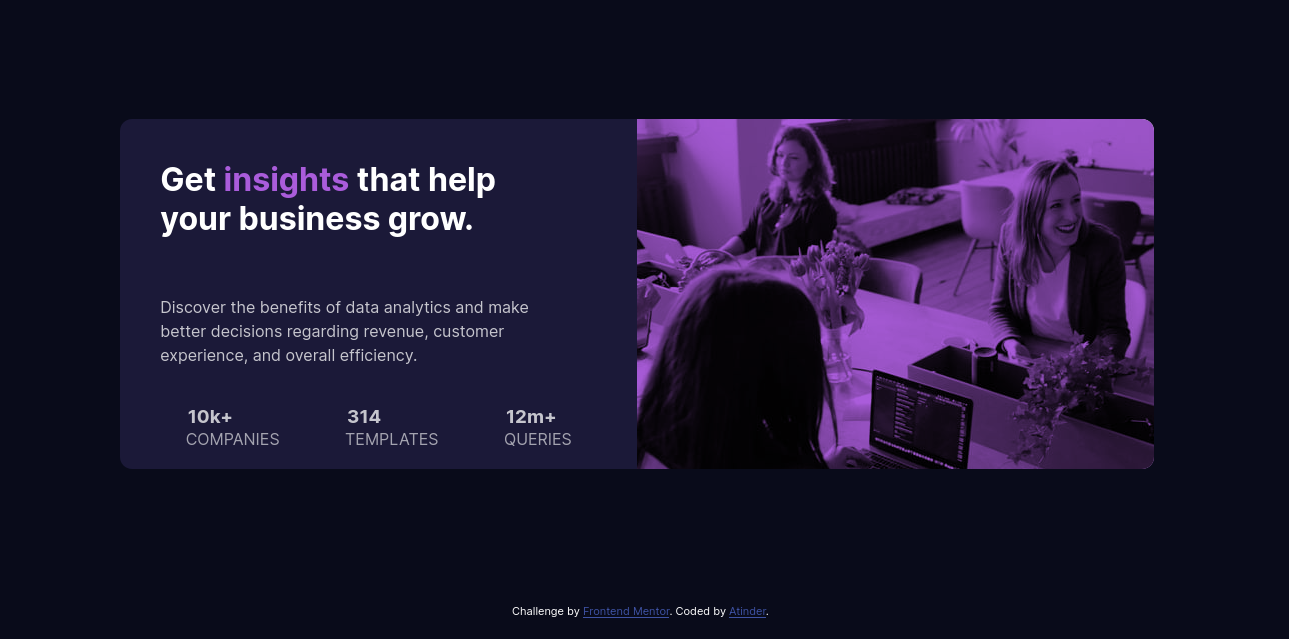 Get insights that help
your business grow.
Discover the benefits of data analytics and make
better decisions regarding revenue, customer
experience, and overall efficiency.
10k+ 314 12m+
COMPANIES TEMPLATES QUERIES
Challenge by Frontend Mentor. Coded by Atinder.